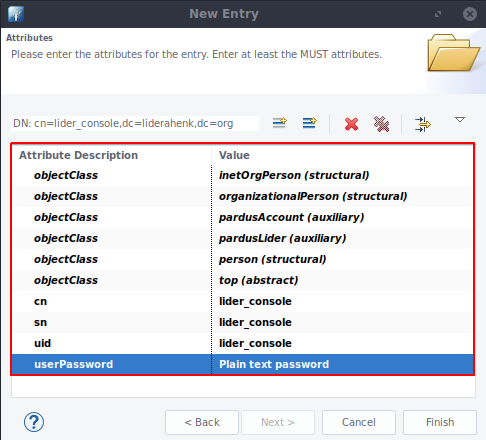 New Entry
Attributes
Please enter the attributes for the entry. Enter at least the MUST attributes.
DN: cn=lider_console,dc=liderahenk,dc=org
Attribute Description Value
objectClass inetOrgPerson (structural)
objectClass organizationalPerson (structural)
objectClass pardusAccount (auxiliary)
objectClass pardusLider (auxiliary)
objectClass person (structural)
objectClass top (abstract)
cn lider_console
sn lider_console
uid lider_console
userPassword Plain text password
? < Back Next > Cancel Finish